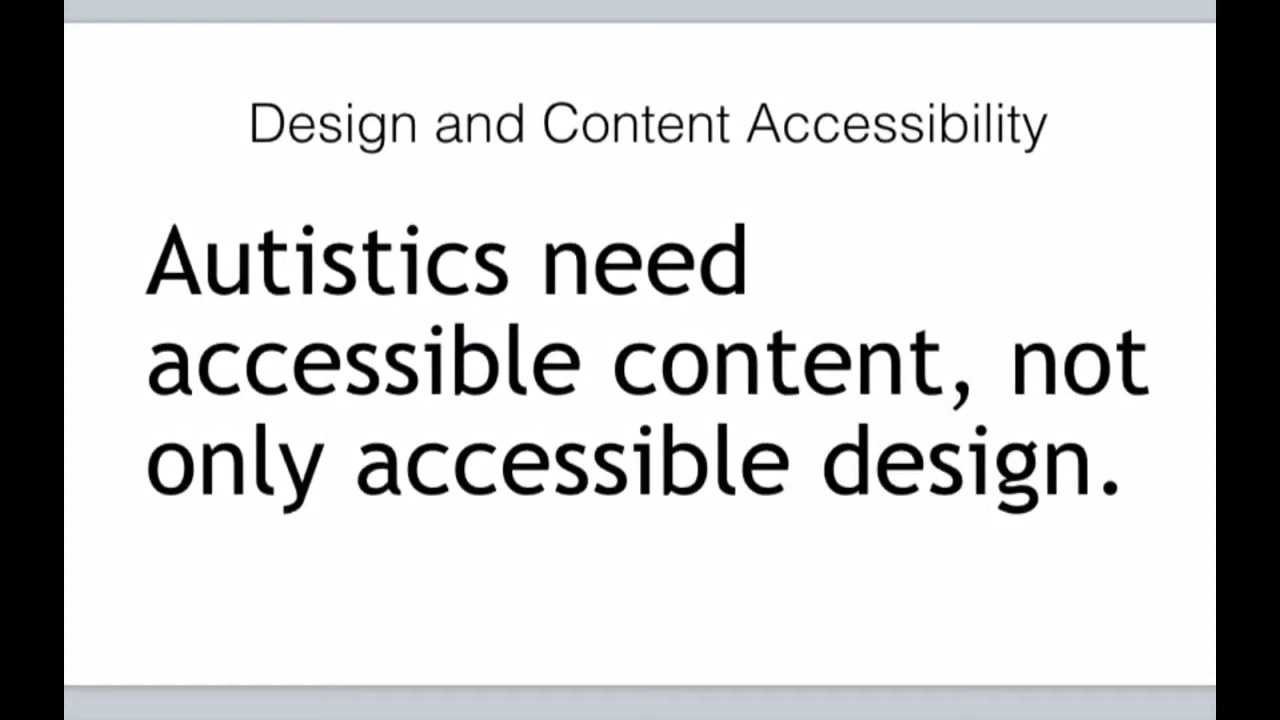 Design and Content Accessibility
Autistics need
accessible content, not
only accessible design.